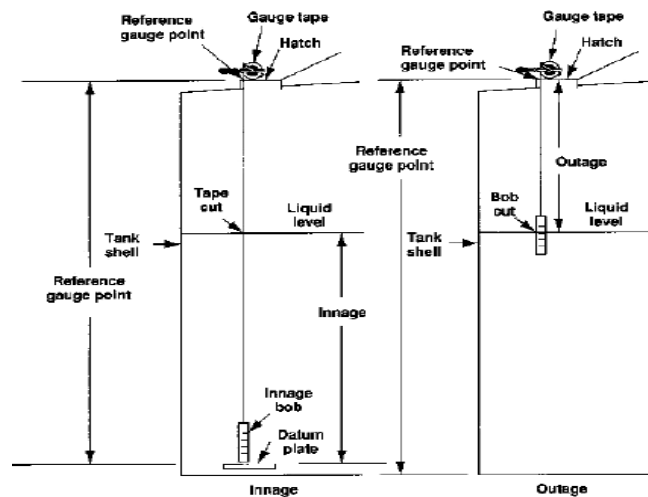 Gauge tape
Reference
gauge point
Hatch
Tape
cut
Liquid
level
Tank
shell
Reference
gauge point
Innage
Innage
bob
Datum
plate
Innage
Gauge tape
Reference
gauge point
Hatch
Reference
gauge point
Outage
Bob
cut
Liquid
level
Tank
shell
Outage